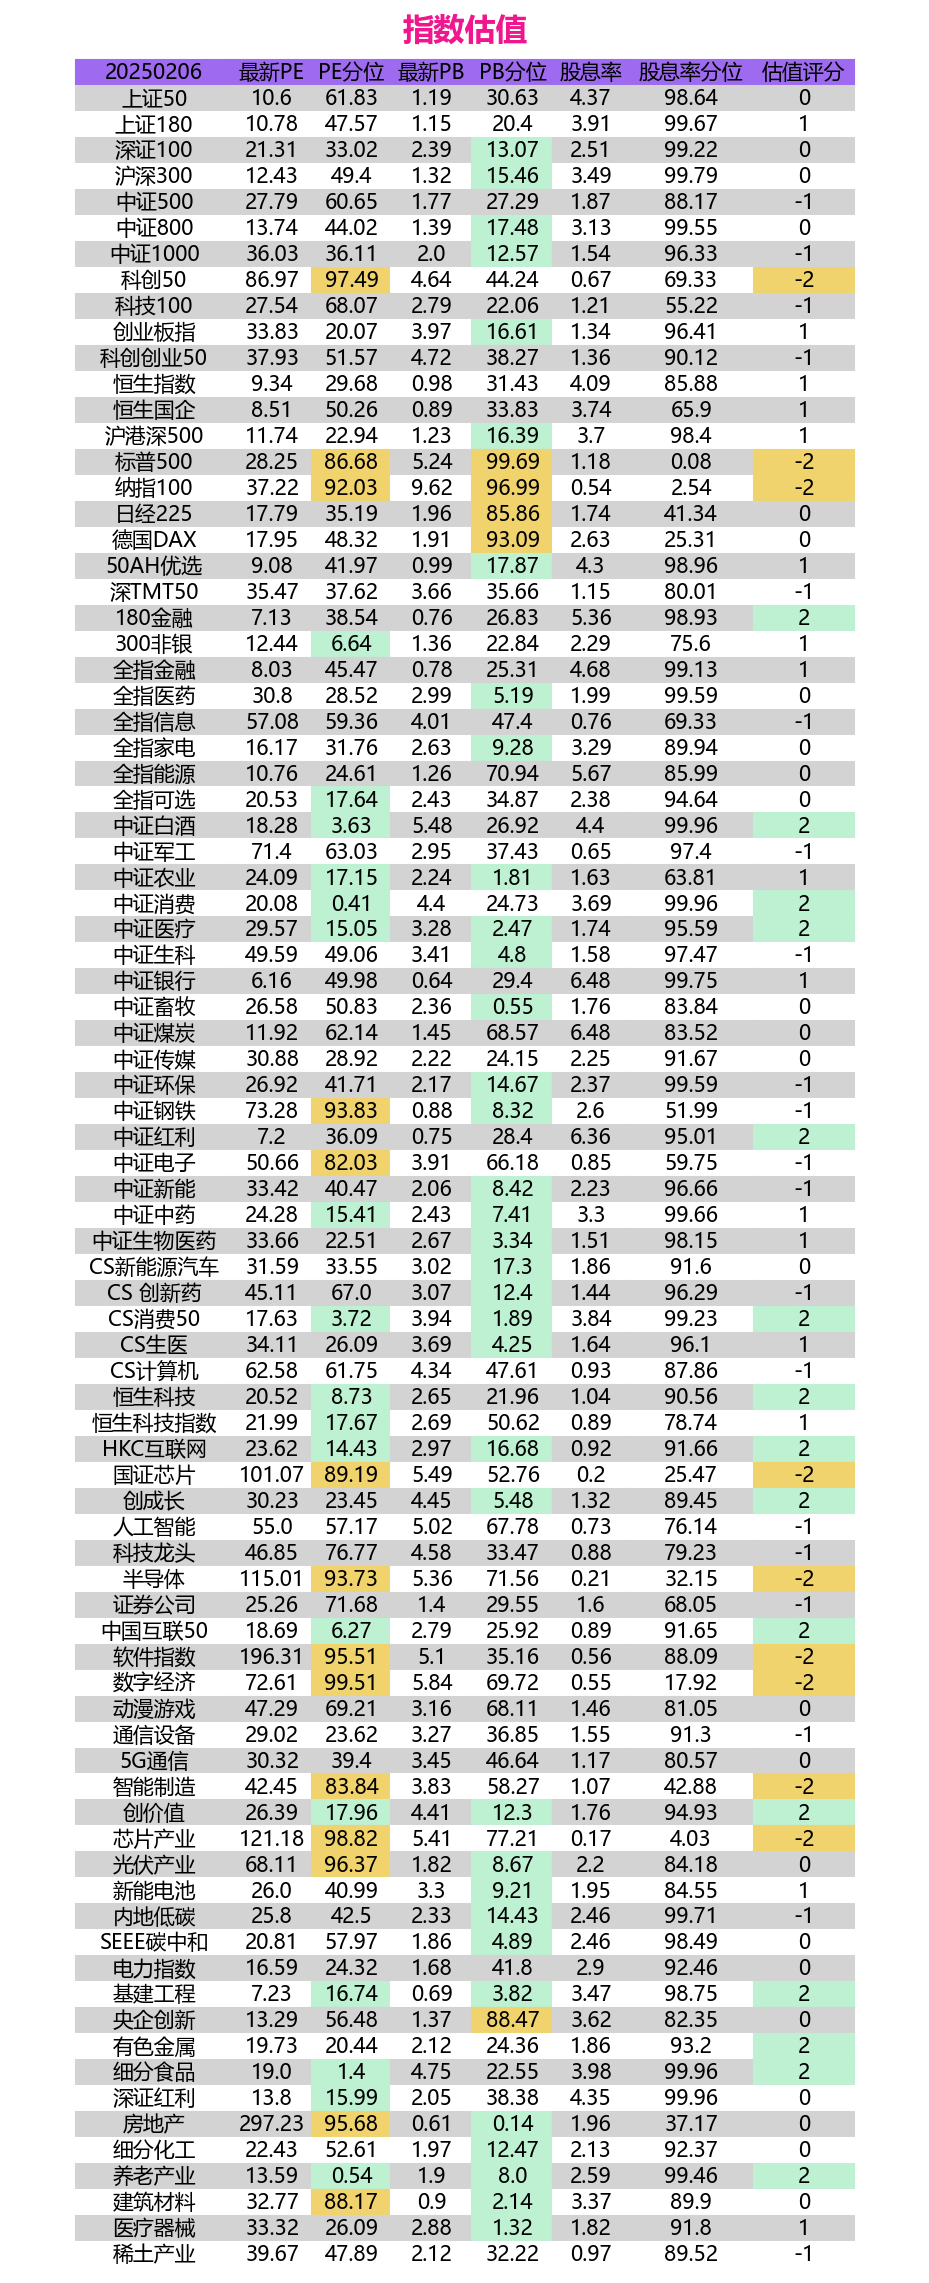 指数估值
20250206 最新PE PE分位 最新PB PB分位 股息率 股息率分位 估值评分
上证50 10.6 61.83 1.19 30.63 4.37 98.64 0
上证180 10.78 47.57 1.15 20.4 3.91 99.67 1
深证100 21.31 33.02 2.39 13.07 2.51 99.22 0
沪深300 12.43 49.4 1.32 15.46 3.49 99.79 0
中证500 27.79 60.65 1.77 27.29 1.87 88.17 -1
中证800 13.74 44.02 1.39 17.48 3.13 99.55 0
中证1000 36.03 36.11 2.0 12.57 1.54 96.33 -1
科创50 86.97 97.49 4.64 44.24 0.67 69.33 -2
科技100 27.54 68.07 2.79 22.06 1.21 55.22 -1
创业板指 33.83 20.07 3.97 16.61 1.34 96.41 1
科创创业50 37.93 51.57 4.72 38.27 1.36 90.12 -1
恒生指数 9.34 29.68 0.98 31.43 4.09 85.88 1
恒生国企 8.51 50.26 0.89 33.83 3.74 65.9 1
沪港深500 11.74 22.94 1.23 16.39 3.7 98.4 1
标普500 28.25 86.68 5.24 99.69 1.18 0.08 -2
纳指100 37.22 92.03 9.62 96.99 0.54 2.54 -2
日经225 17.79 35.19 1.96 85.86 1.74 41.34 0
德国DAX 17.95 48.32 1.91 93.09 2.63 25.31 0
50AH优选 9.08 41.97 0.99 17.87 4.3 98.96 1
深TMT50 35.47 37.62 3.66 35.66 1.15 80.01 -1
180金融 7.13 38.54 0.76 26.83 5.36 98.93 2
300非银 12.44 6.64 1.36 22.84 2.29 75.6 1
全指金融 8.03 45.47 0.78 25.31 4.68 99.13 1
全指医药 30.8 28.52 2.99 5.19 1.99 99.59 0
全指信息 57.08 59.36 4.01 47.4 0.76 69.33 -1
全指家电 16.17 31.76 2.63 9.28 3.29 89.94 0
全指能源 10.76 24.61 1.26 70.94 5.67 85.99 0
全指可选 20.53 17.64 2.43 34.87 2.38 94.64 0
中证白酒 18.28 3.63 5.48 26.92 4.4 99.96 2
中证军工 71.4 63.03 2.95 37.43 0.65 97.4 -1
中证农业 24.09 17.15 2.24 1.81 1.63 63.81 1
中证消费 20.08 0.41 4.4 24.73 3.69 99.96 2
中证医疗 29.57 15.05 3.28 2.47 1.74 95.59 2
中证生科 49.59 49.06 3.41 4.8 1.58 97.47 -1
中证银行 6.16 49.98 0.64 29.4 6.48 99.75 1
中证畜牧 26.58 50.83 2.36 0.55 1.76 83.84 0
中证煤炭 11.92 62.14 1.45 68.57 6.48 83.52 0
中证传媒 30.88 28.92 2.22 24.15 2.25 91.67 0
中证环保 26.92 41.71 2.17 14.67 2.37 99.59 -1
中证钢铁 73.28 93.83 0.88 8.32 2.6 51.99 -1
中证红利 7.2 36.09 0.75 28.4 6.36 95.01 2
中证电子 50.66 82.03 3.91 66.18 0.85 59.75 -1
中证新能 33.42 40.47 2.06 8.42 2.23 96.66 -1
中证中药 24.28 15.41 2.43 7.41 3.3 99.66 1
中证生物医药 33.66 22.51 2.67 3.34 1.51 98.15 1
CS新能源汽车 31.59 33.55 3.02 17.3 1.86 91.6 0
CS 创新药 45.11 67.0 3.07 12.4 1.44 96.29 -1
CS消费50 17.63 3.72 3.94 1.89 3.84 99.23 2
CS生医 34.11 26.09 3.69 4.25 1.64 96.1 1
CS计算机 62.58 61.75 4.34 47.61 0.93 87.86 -1
恒生科技 20.52 8.73 2.65 21.96 1.04 90.56 2
恒生科技指数 21.99 17.67 2.69 50.62 0.89 78.74 1
HKC互联网 23.62 14.43 2.97 16.68 0.92 91.66 2
国证芯片 101.07 89.19 5.49 52.76 0.2 25.47 -2
创成长 30.23 23.45 4.45 5.48 1.32 89.45 2
人工智能 55.0 57.17 5.02 67.78 0.73 76.14 -1
科技龙头 46.85 76.77 4.58 33.47 0.88 79.23 -1
半导体 115.01 93.73 5.36 71.56 0.21 32.15 -2
证券公司 25.26 71.68 1.4 29.55 1.6 68.05 -1
中国互联50 18.69 6.27 2.79 25.92 0.89 91.65 2
软件指数 196.31 95.51 5.1 35.16 0.56 88.09 -2
数字经济 72.61 99.51 5.84 69.72 0.55 17.92 -2
动漫游戏 47.29 69.21 3.16 68.11 1.46 81.05 0
通信设备 29.02 23.62 3.27 36.85 1.55 91.3 -1
5G通信 30.32 39.4 3.45 46.64 1.17 80.57 0
智能制造 42.45 83.84 3.83 58.27 1.07 42.88 -2
创价值 26.39 17.96 4.41 12.3 1.76 94.93 2
芯片产业 121.18 98.82 5.41 77.21 0.17 4.03 -2
光伏产业 68.11 96.37 1.82 8.67 2.2 84.18 0
新能电池 26.0 40.99 3.3 9.21 1.95 84.55 1
内地低碳 25.8 42.5 2.33 14.43 2.46 99.71 -1
SEEE碳中和 20.81 57.97 1.86 4.89 2.46 98.49 0
电力指数 16.59 24.32 1.68 41.8 2.9 92.46 0
基建工程 7.23 16.74 0.69 3.82 3.47 98.75 2
央企创新 13.29 56.48 1.37 88.47 3.62 82.35 0
有色金属 19.73 20.44 2.12 24.36 1.86 93.2 2
细分食品 19.0 1.4 4.75 22.55 3.98 99.96 2
深证红利 13.8 15.99 2.05 38.38 4.35 99.96 0
房地产 297.23 95.68 0.61 0.14 1.96 37.17 0
细分化工 22.43 52.61 1.97 12.47 2.13 92.37 0
养老产业 13.59 0.54 1.9 8.0 2.59 99.46 2
建筑材料 32.77 88.17 0.9 2.14 3.37 89.9 0
医疗器械 33.32 26.09 2.88 1.32 1.82 91.8 1
稀土产业 39.67 47.89 2.12 32.22 0.97 89.52 -1